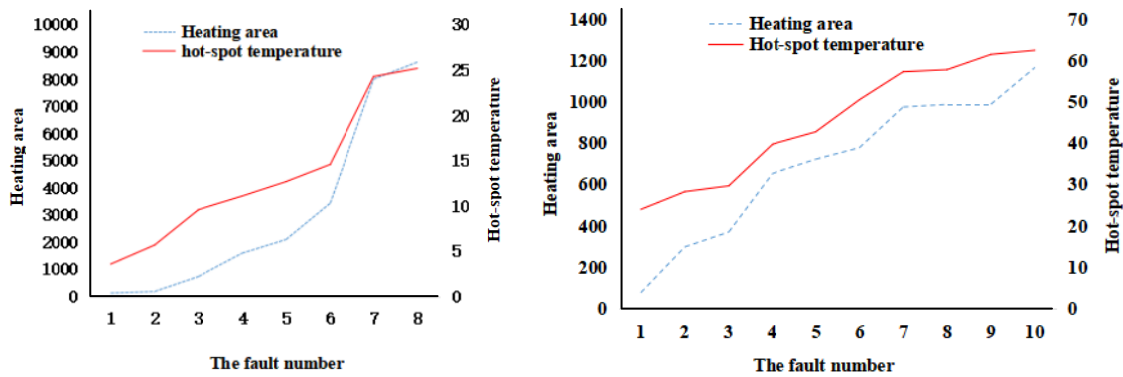 10000
9000
8000
7000
6000
5000
4000
3000
2000
1000
0
Heating area
Heating area
hot-spot temperature
30
25
20
15
10
5
0
Hot-spot temperature
1 2 3 4 5 6 7 8
The fault number
1400
1200
1000
800
600
400
200
0
Heating area
Heating area
Hot-spot temperature
70
60
50
40
30
20
10
0
Hot-spot temperature
1 2 3 4 5 6 7 8 9 10
The fault number